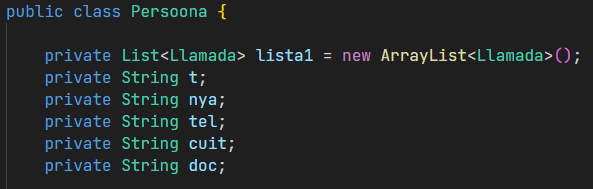 public class Persoona {
private List<Llamada> lista1 = new ArrayList<Llamada>();
private String t;
private String nya;
private String tel;
private String cuit;
private String doc;